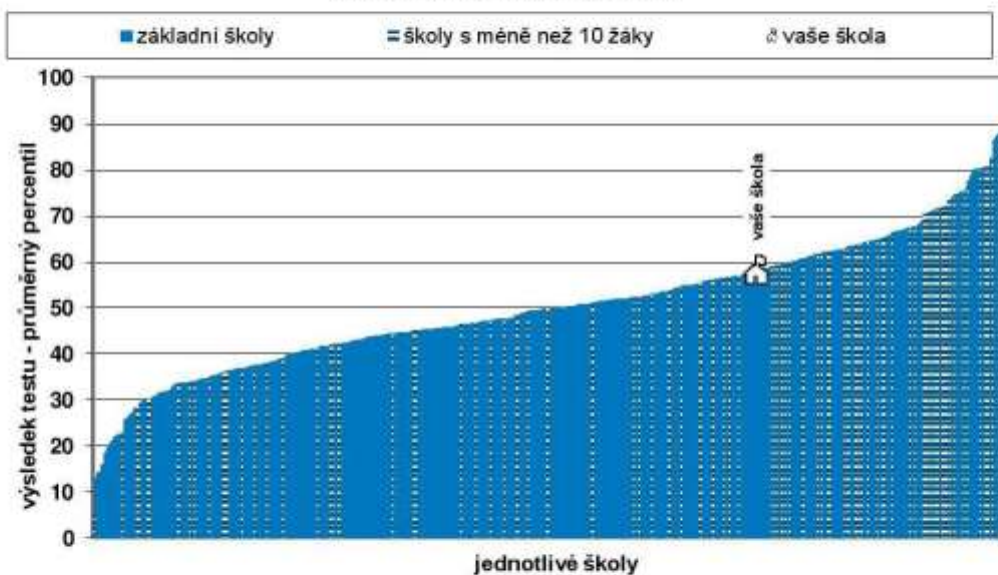 základní školy
školy s méně než 10 žáky
vaše škola
100
90
80
70
60
50
40
30
20
10
0
výsledek testu - průměrný percentil
vaše škola
jednotlivé školy